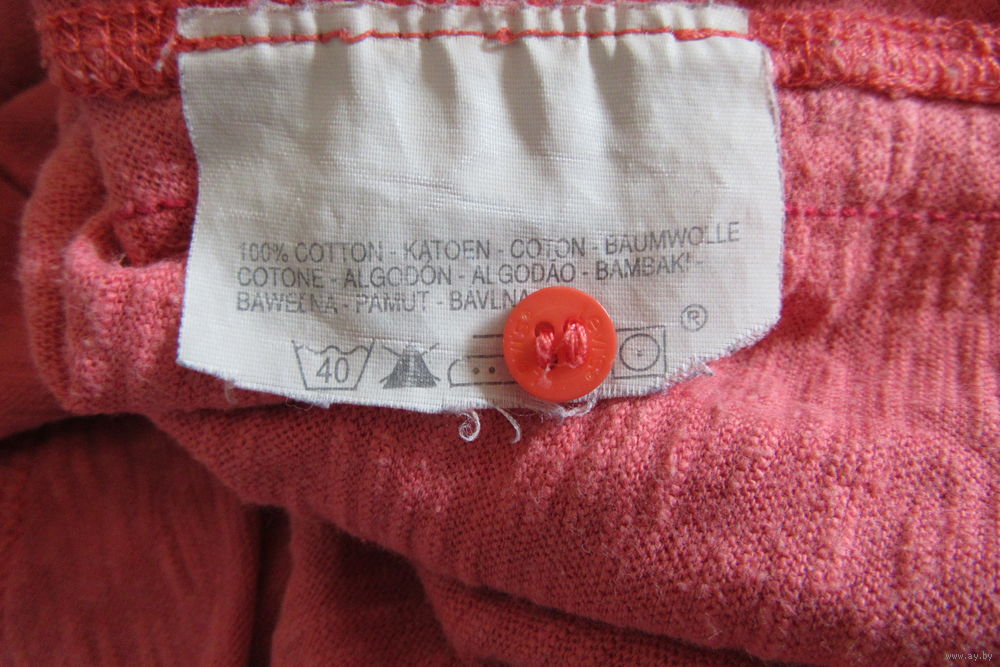 100% COTTON - KATOEN - COTON - BAUMWOLLE
COTONE - ALGODÓN - ALGODÃO - BAMBAKI -
BAWEŁNA - PAMUT - BAVLNA
®
40
www.ay.by